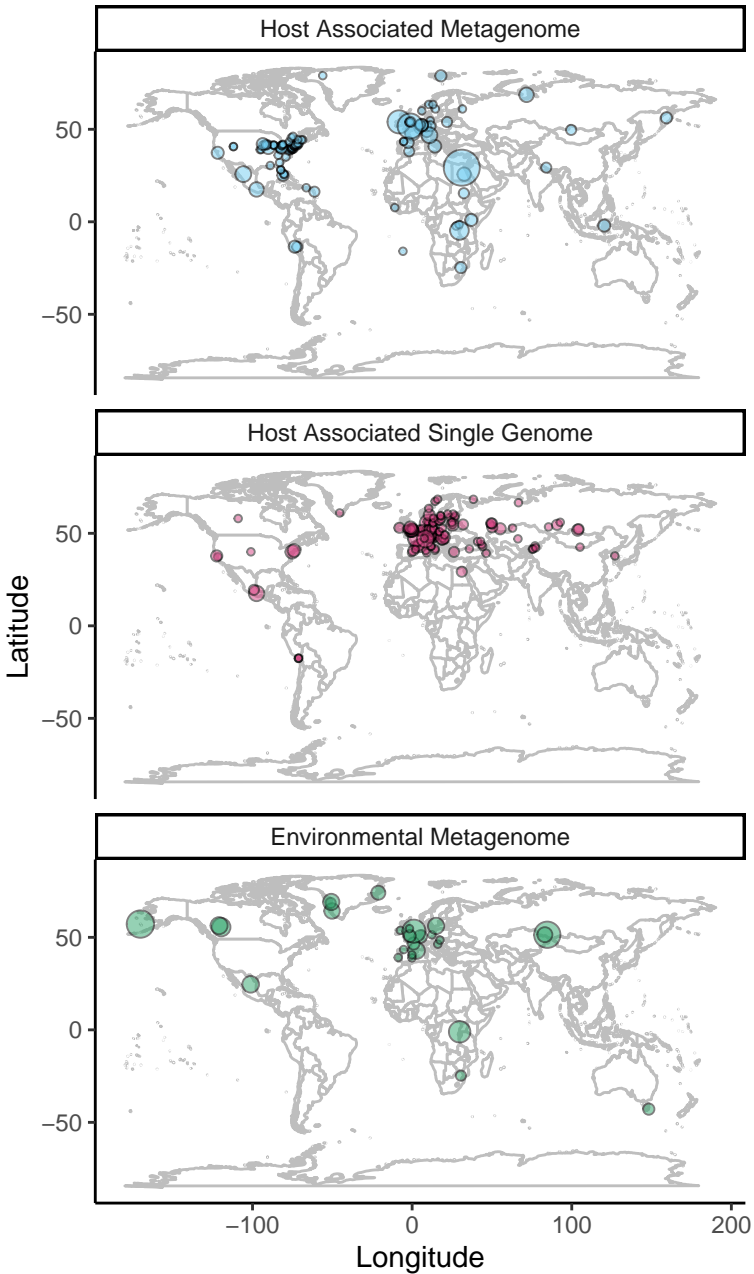 Host Associated Metagenome
50
0
−50
Host Associated Single Genome
50
0
−50
Latitude
Environmental Metagenome
50
0
−50
−100
0
100
200
Longitude